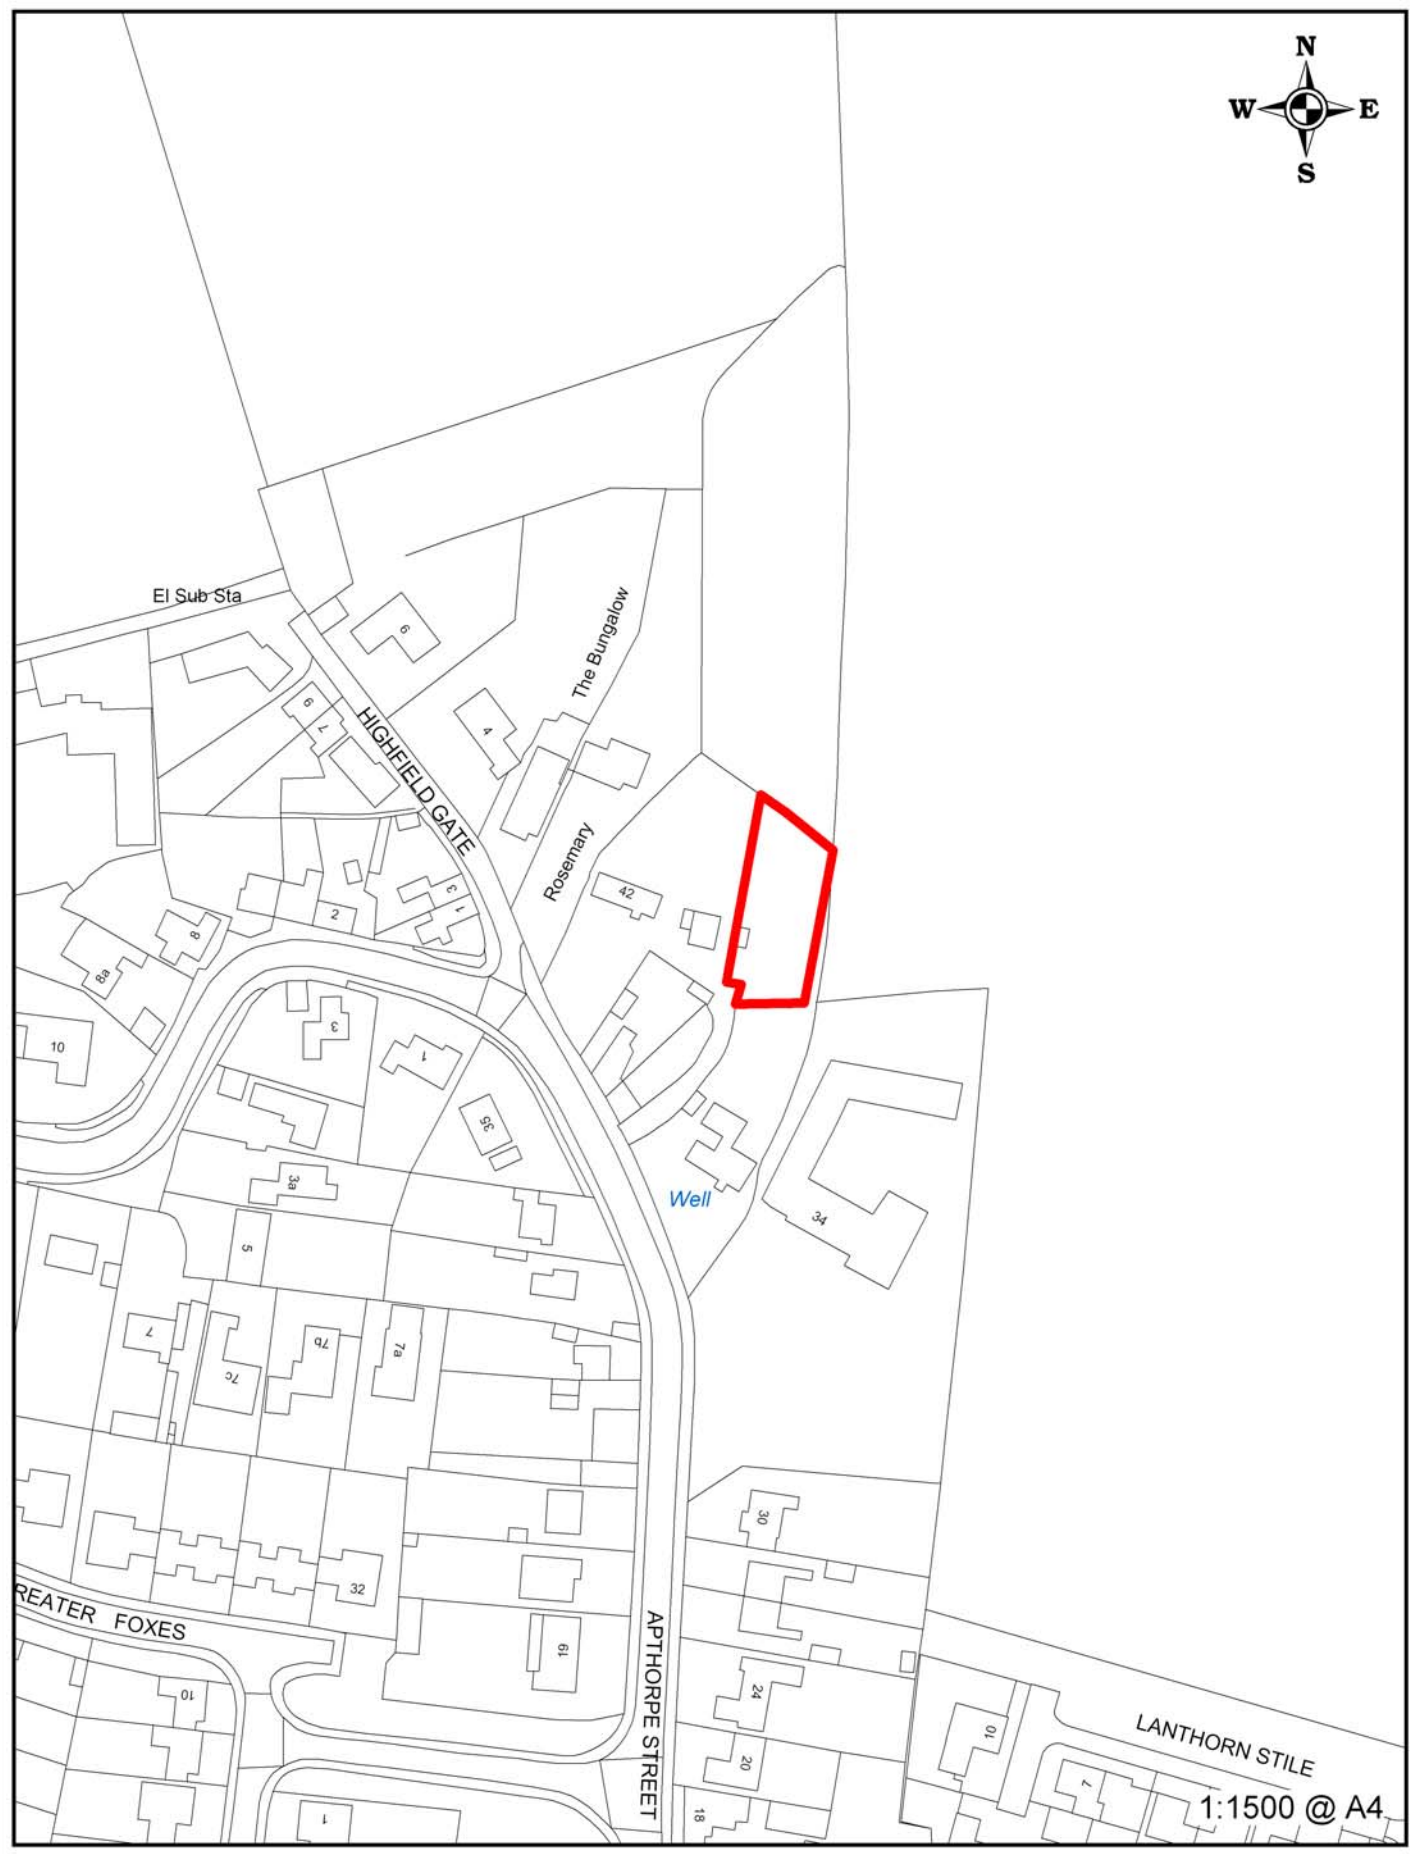 N
W E
S
El Sub Sta
6
The Bungalow
9
7
4
HIGHFIELD GATE
Rosemary
42
3
1
2
8
8a
3
1
10
35
3a
Well
34
5
7
7b
7a
7c
30
32
REATER FOXES
19
APTHORPE STREET
10
24
10
LANTHORN STILE
20
7
18
1
1:1500 @ A4